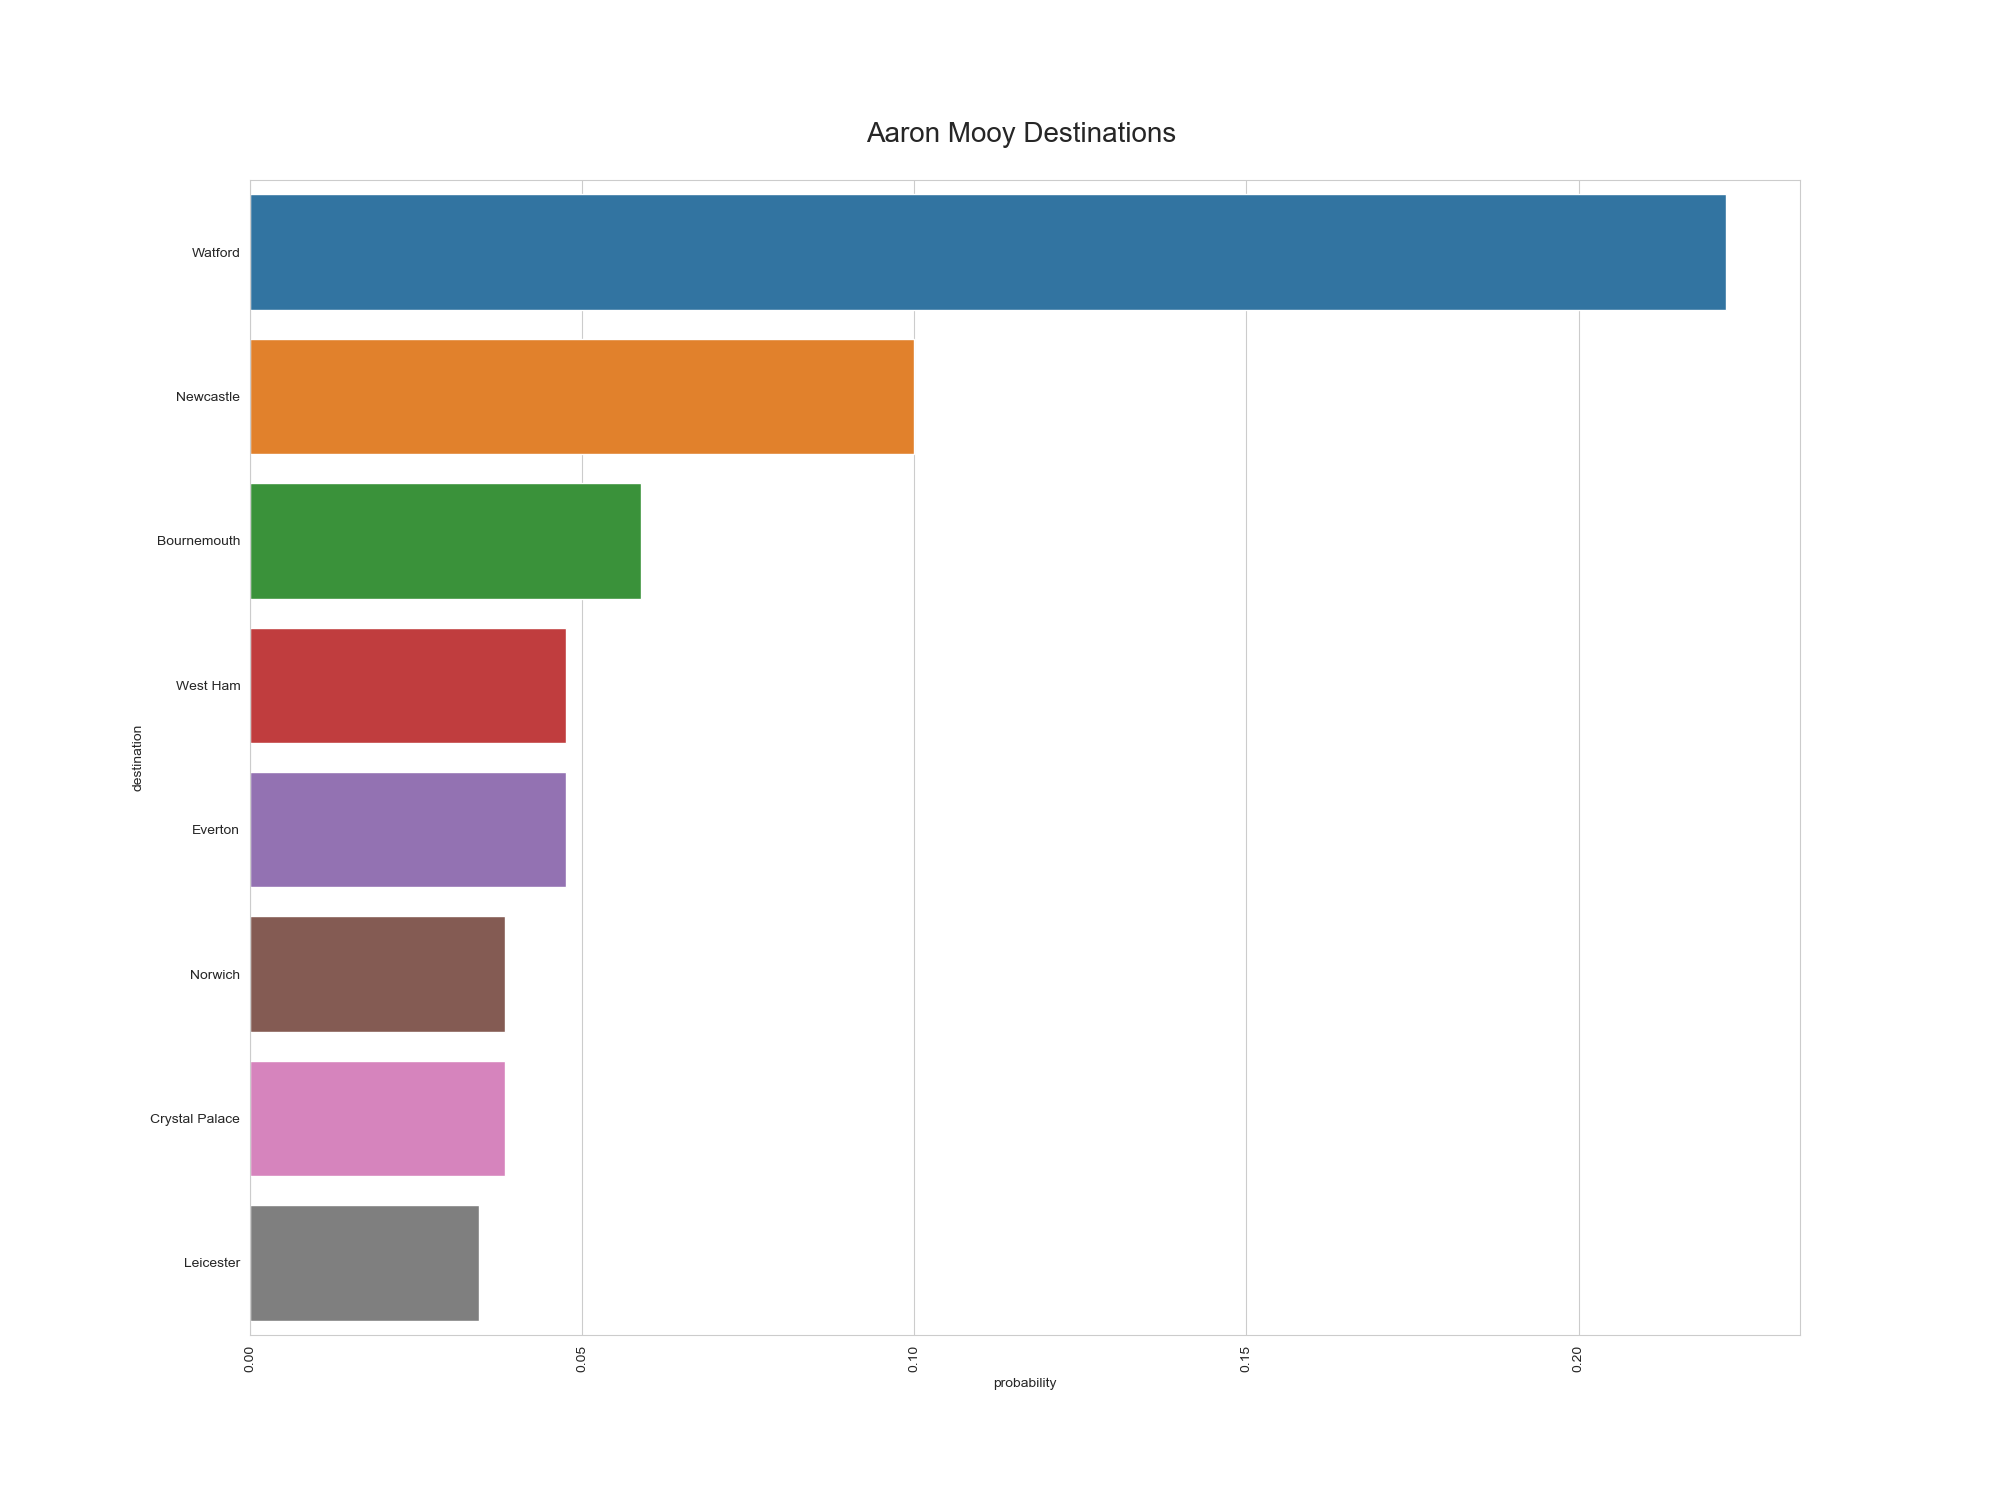 Aaron Mooy Destinations
Watford
Newcastle
Bournemouth
West Ham
Everton
Norwich
Crystal Palace
Leicester
destination
0.00
0.05
0.10
0.15
0.20
probability